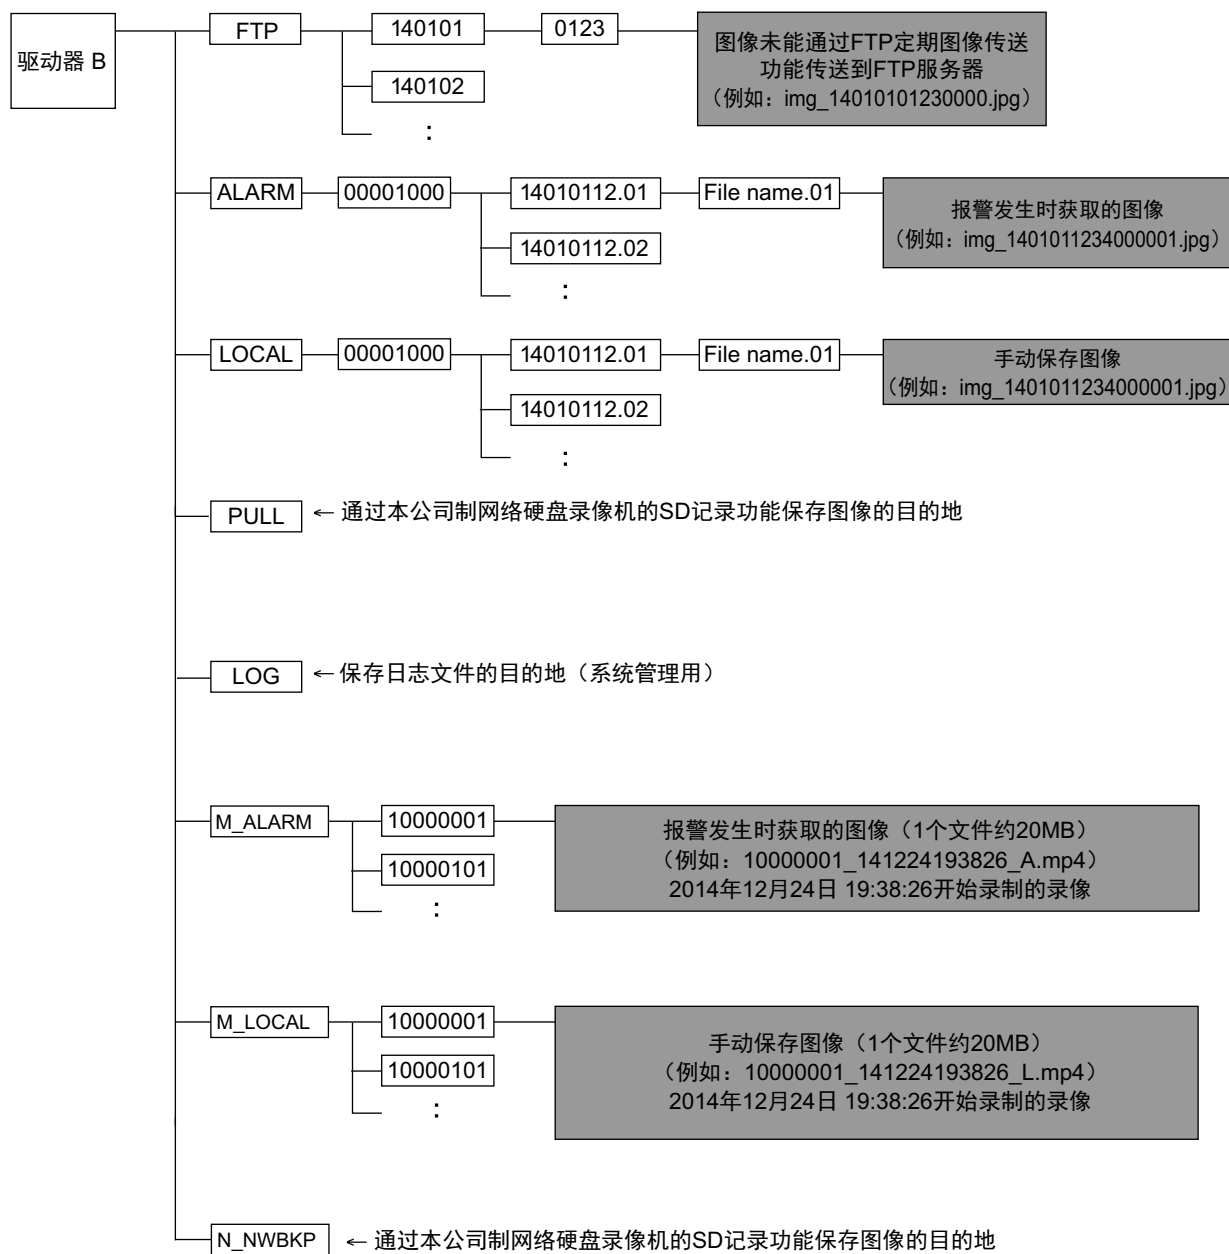 驱动器 B
FTP
140101
0123
图像未能通过FTP定期图像传送
功能传送到FTP服务器
（例如：img_14010101230000.jpg）
140102
:
ALARM
00001000
14010112.01
File name.01
报警发生时获取的图像
（例如：img_1401011234000001.jpg）
14010112.02
:
LOCAL
00001000
14010112.01
File name.01
手动保存图像
（例如：img_1401011234000001.jpg）
14010112.02
:
PULL
← 通过本公司制网络硬盘录像机的SD记录功能保存图像的目的地
LOG
← 保存日志文件的目的地（系统管理用）
M_ALARM
10000001
报警发生时获取的图像（1个文件约20MB）
（例如：10000001_141224193826_A.mp4）
2014年12月24日 19:38:26开始录制的录像
10000101
:
M_LOCAL
10000001
手动保存图像（1个文件约20MB）
（例如：10000001_141224193826_L.mp4）
2014年12月24日 19:38:26开始录制的录像
10000101
:
N_NWBKP
← 通过本公司制网络硬盘录像机的SD记录功能保存图像的目的地